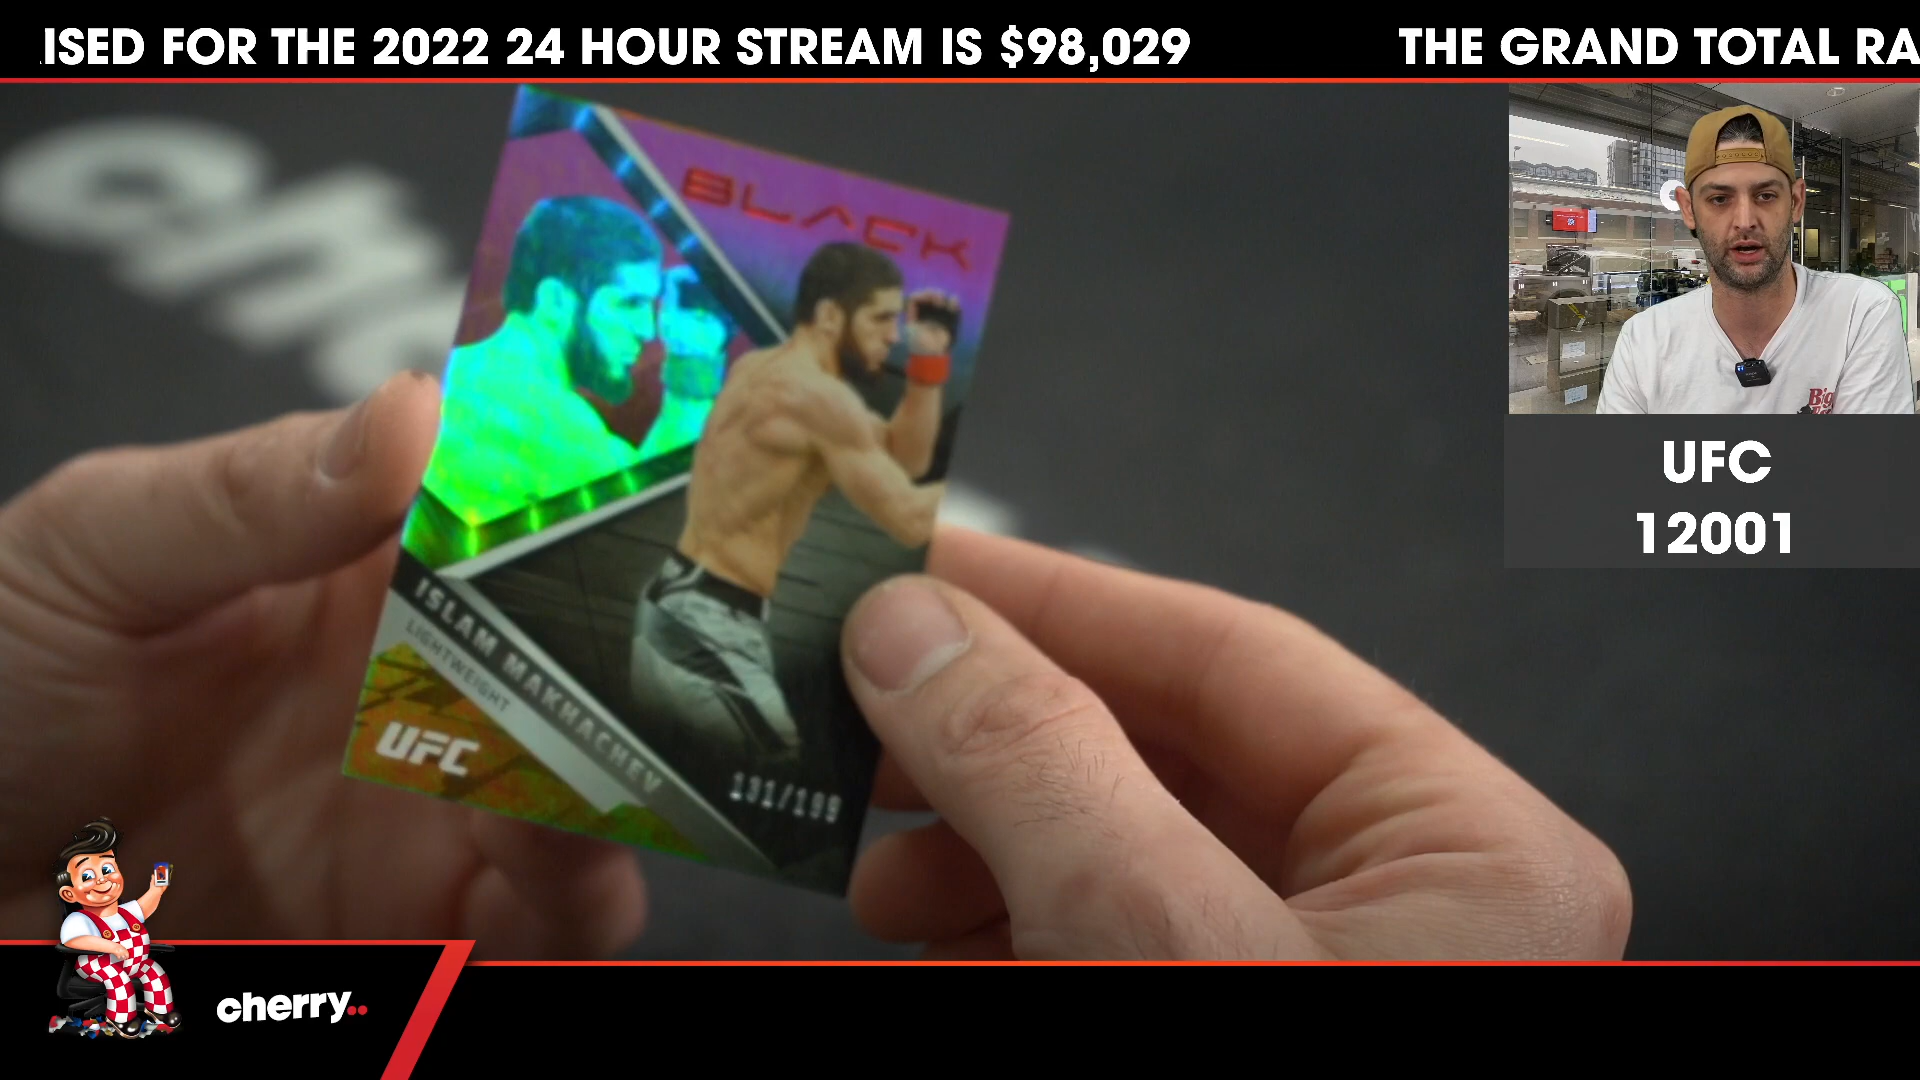 ISED FOR THE 2022 24 HOUR STREAM IS $98,029 THE GRAND TOTAL RA
BLACK
UFC
12001
ISLAM MAKHACHEV
LIGHTWEIGHT
UFC
131/199
cherry..